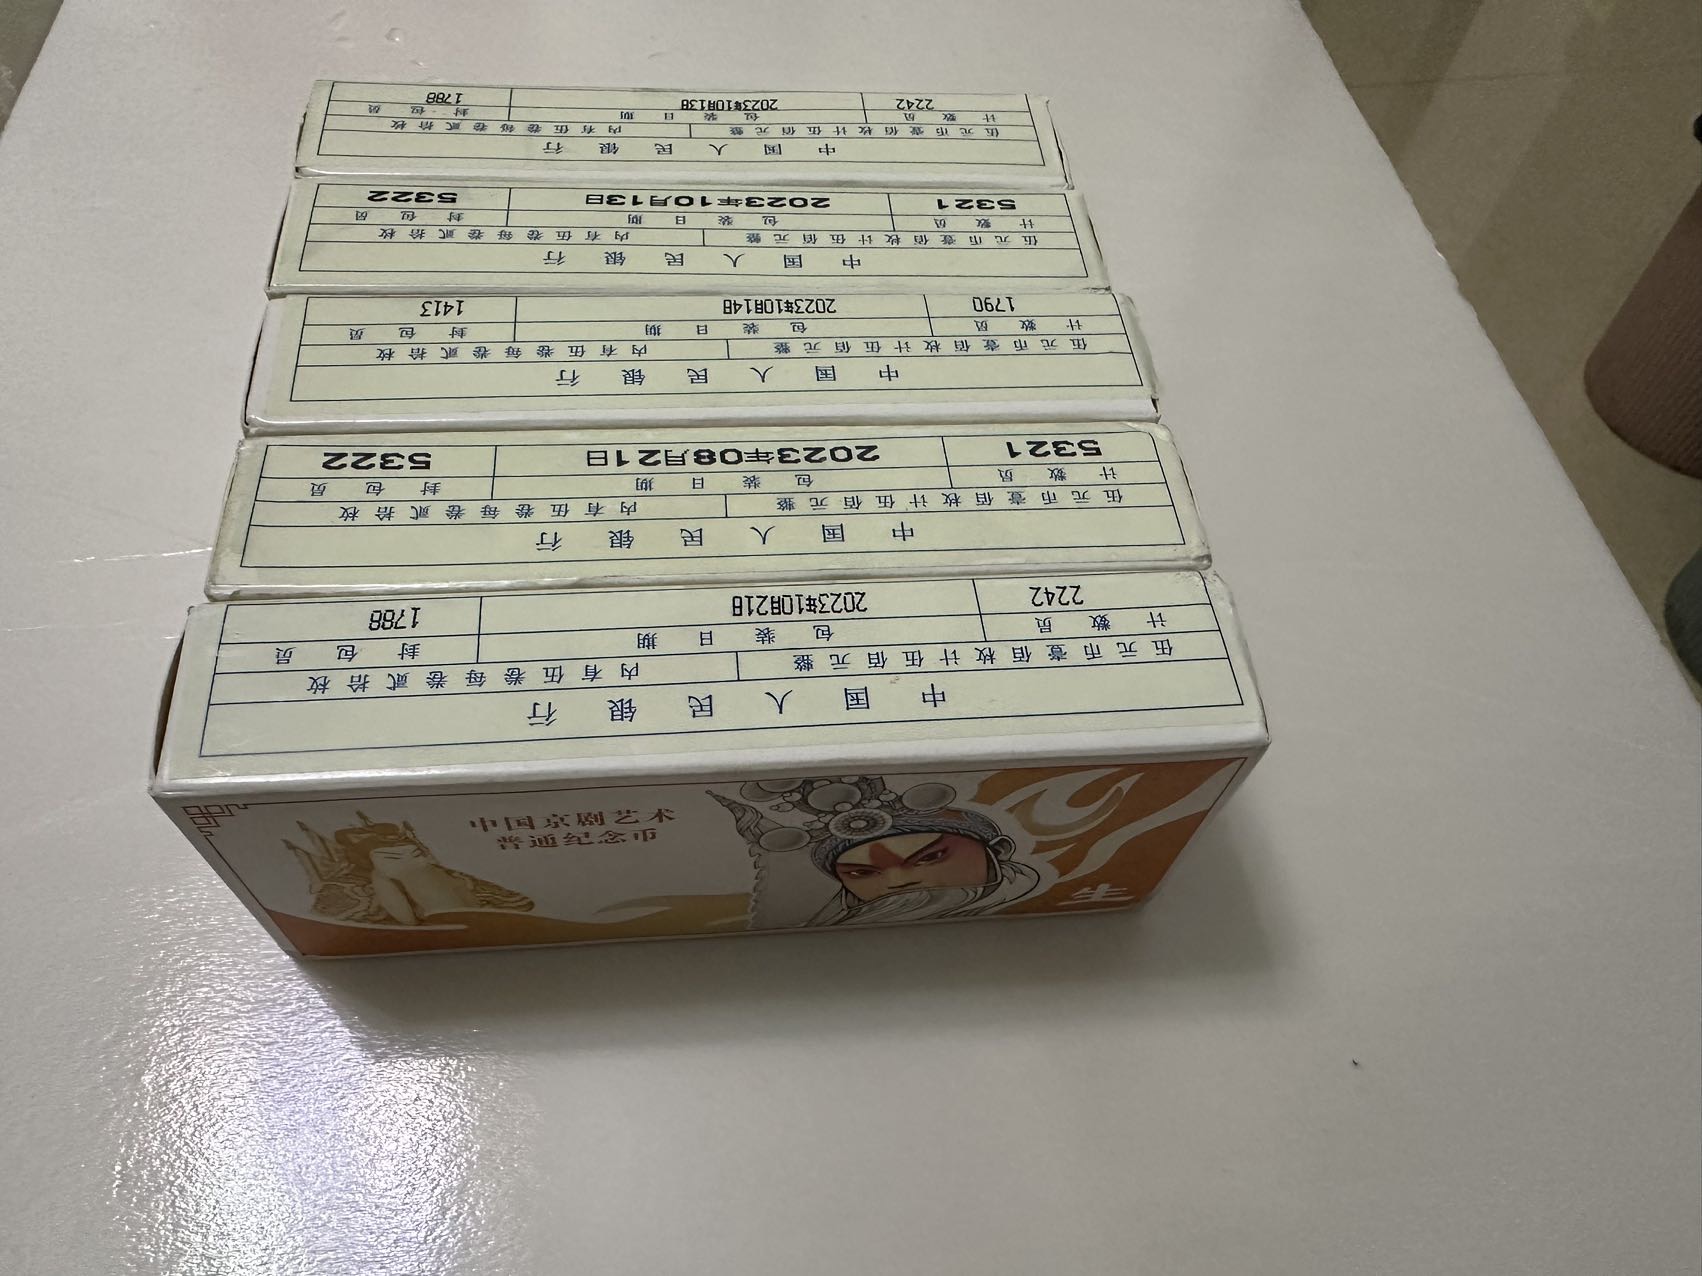 中国人民银行
伍元币壹佰枚计伍佰元整 内有伍卷每卷贰拾枚
计数员 包装日期 封包员
2242 2023年10月13日 1788
中国人民银行
伍元币壹佰枚计伍佰元整 内有伍卷每卷贰拾枚
计数员 包装日期 封包员
5321 2023年10月13日 5322
中国人民银行
伍元币壹佰枚计伍佰元整 内有伍卷每卷贰拾枚
计数员 包装日期 封包员
1790 2023年10月14日 1413
中国人民银行
伍元币壹佰枚计伍佰元整 内有伍卷每卷贰拾枚
计数员 包装日期 封包员
5321 2023年08月21日 5322
中国人民银行
伍元币壹佰枚计伍佰元整 内有伍卷每卷贰拾枚
计数员 包装日期 封包员
2242 2023年10月21日 1788
中国京剧艺术
普通纪念币
生